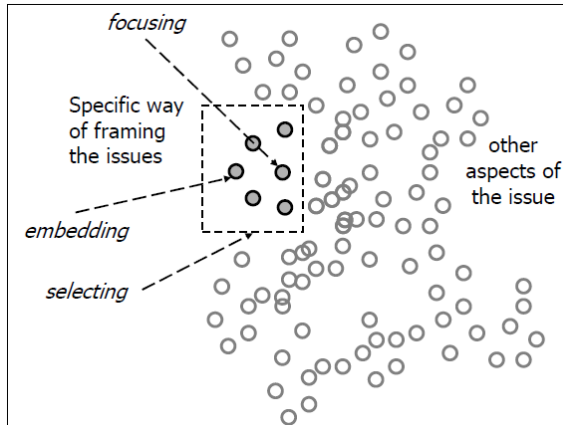 focusing
Specific way
of framing
the issues
other
aspects of
the issue
embedding
selecting